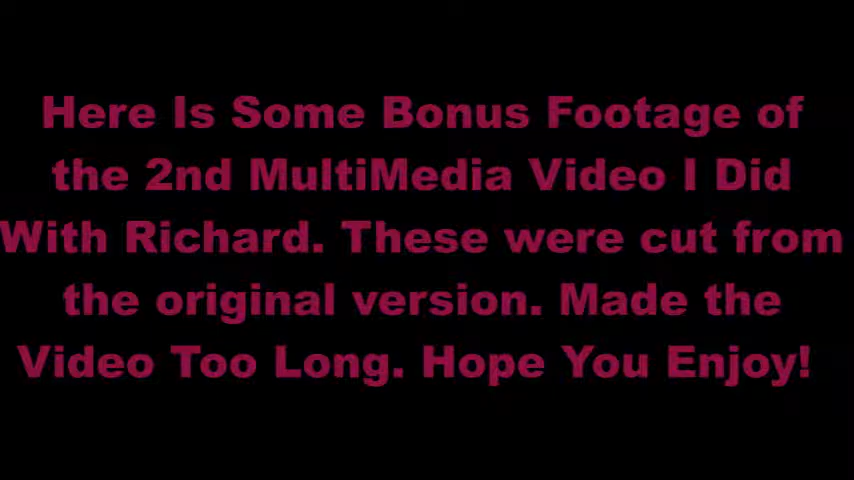 Here Is Some Bonus Footage of
the 2nd MultiMedia Video I Did
With Richard. These were cut from
the original version. Made the
Video Too Long. Hope You Enjoy!